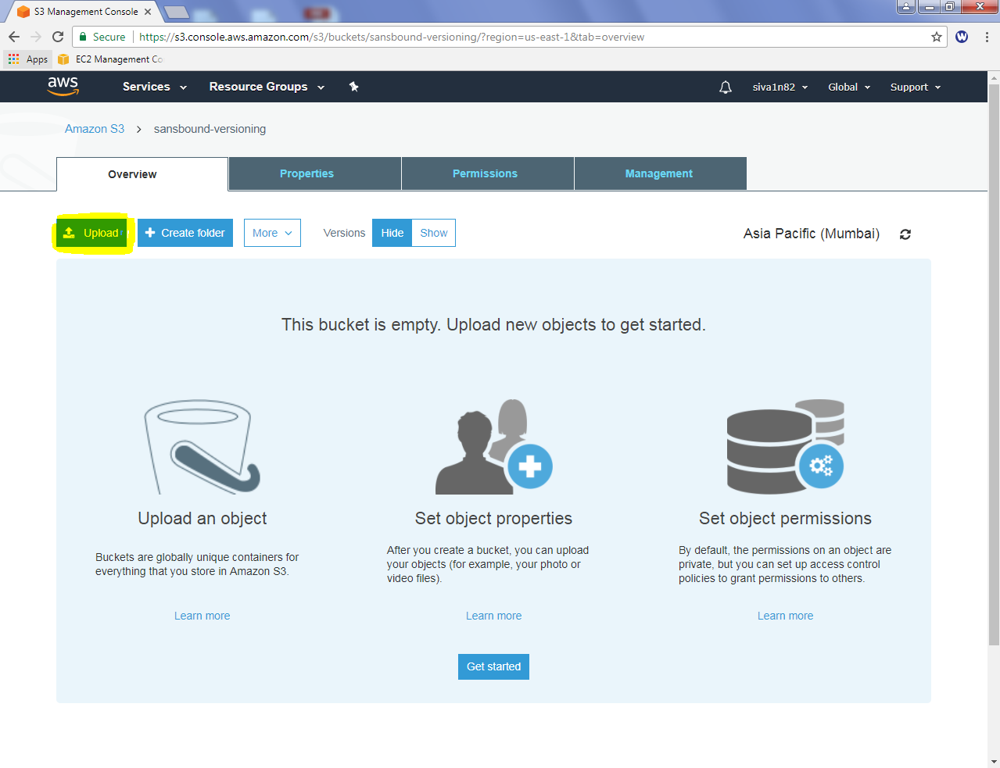 S3 Management Console
Secure https://s3.console.aws.amazon.com/s3/buckets/sansbound-versioning/?region=us-east-1&tab=overview
W
Apps EC2 Management Co
aws Services Resource Groups siva1n82 Global Support
Amazon S3 > sansbound-versioning
Overview Properties Permissions Management
Upload Create folder More Versions Hide Show Asia Pacific (Mumbai)
This bucket is empty. Upload new objects to get started.
Upload an object
Buckets are globally unique containers for
everything that you store in Amazon S3.
Learn more
Set object properties
After you create a bucket, you can upload
your objects (for example, your photo or
video files).
Learn more
Set object permissions
By default, the permissions on an object are
private, but you can set up access control
policies to grant permissions to others.
Learn more
Get started